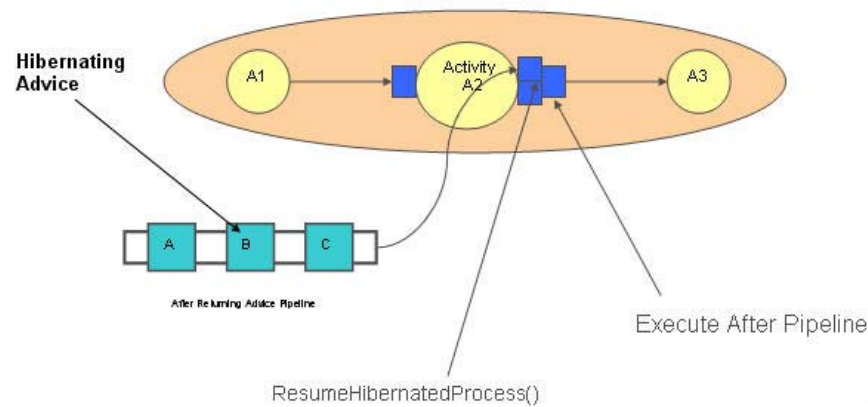 Hibernating
Advice
A1
Activity
A2
A3
A
B
C
After Returning Advice Pipeline
Execute After Pipeline
ResumeHibernatedProcess()